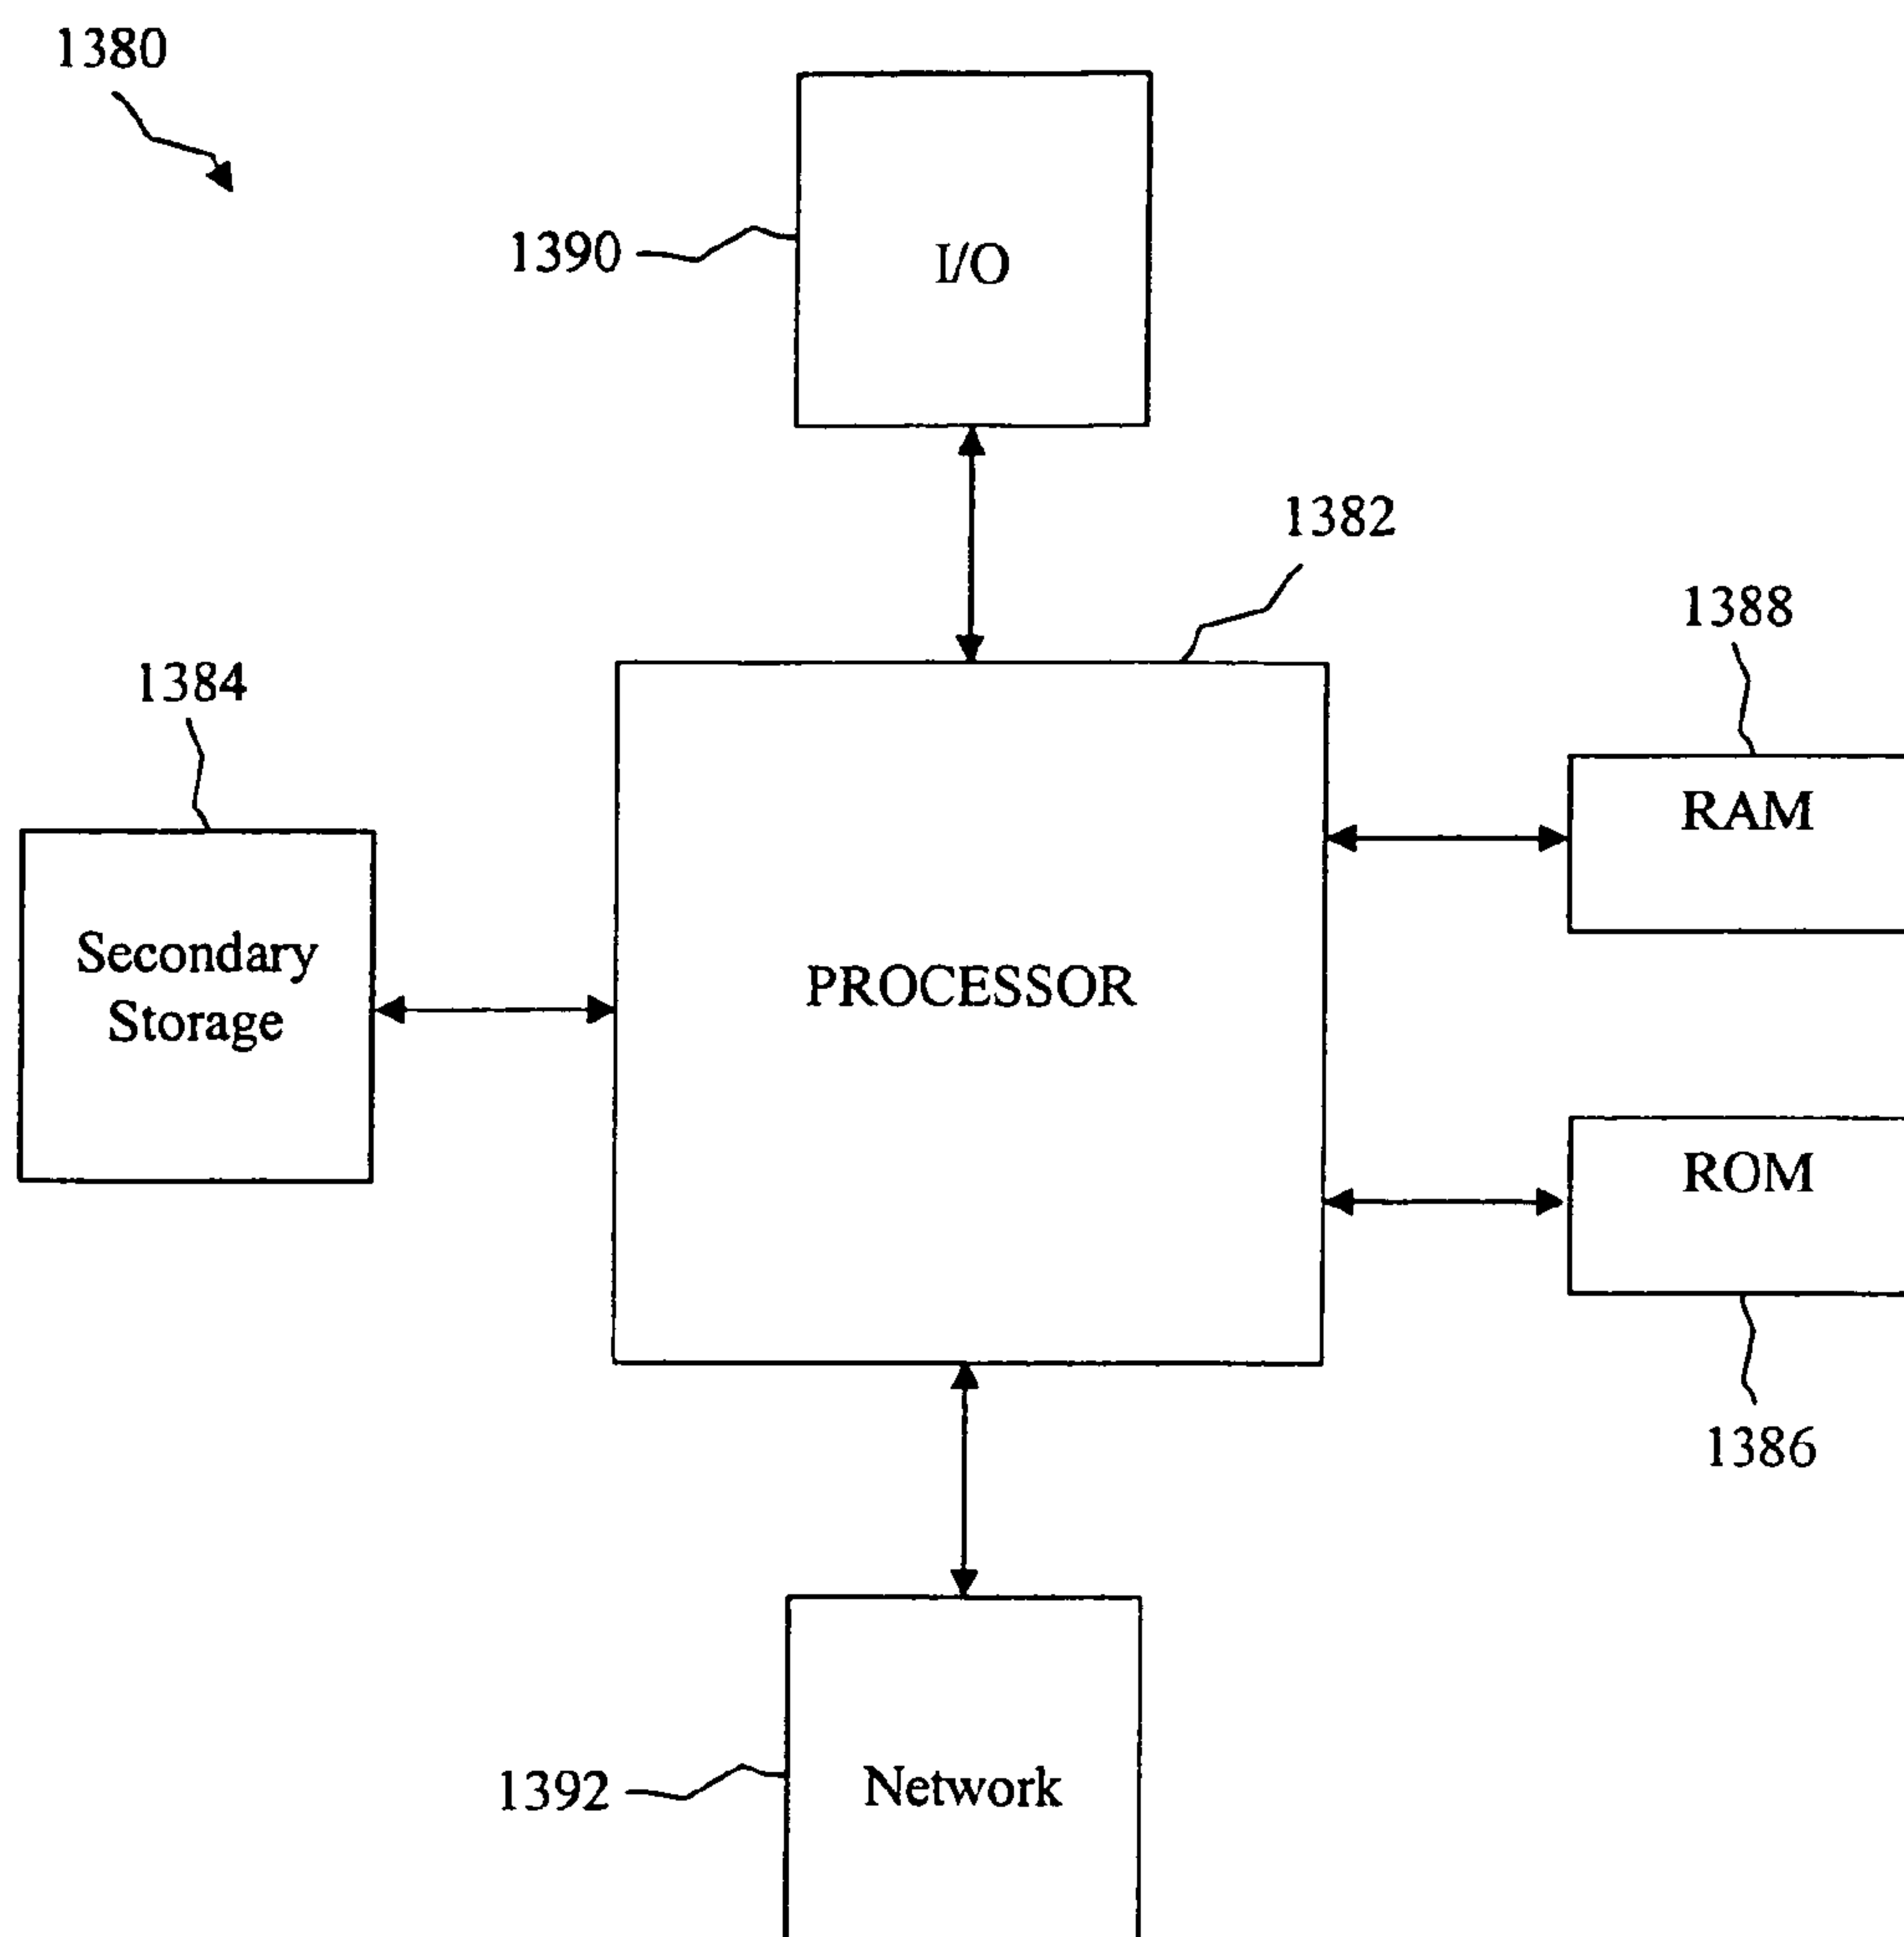 1380
1390
I/O
1382
1388
1384
RAM
Secondary
Storage
PROCESSOR
ROM
1386
1392
Network